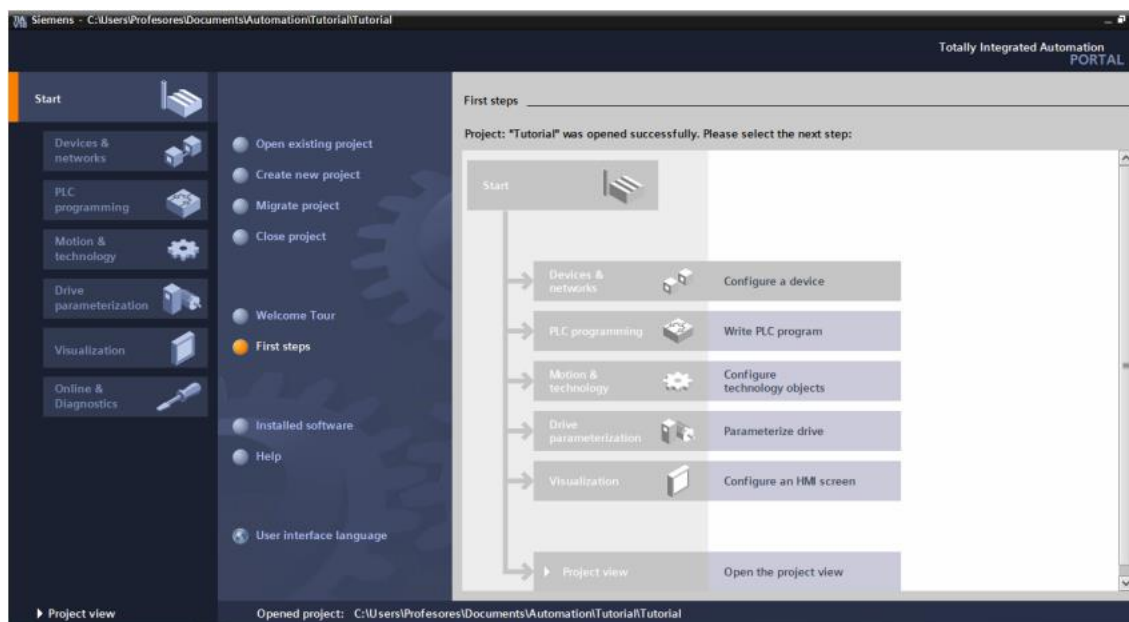 Siemens - C:\Users\Profesores\Documents\Automation\Tutorial\Tutorial
Totally Integrated Automation
PORTAL
Start
Devices &
networks
PLC
programming
Motion &
technology
Drive
parameterization
Visualization
Online &
Diagnostics
Open existing project
Create new project
Migrate project
Close project
Welcome Tour
First steps
Installed software
Help
User interface language
First steps
Project: "Tutorial" was opened successfully. Please select the next step:
Start
Devices &
networks
Configure a device
PLC programming
Write PLC program
Motion &
technology
Configure
technology objects
Drive
parameterization
Parameterize drive
Visualization
Configure an HMI screen
Project view
Open the project view
Project view
Opened project: C:\Users\Profesores\Documents\Automation\Tutorial\Tutorial